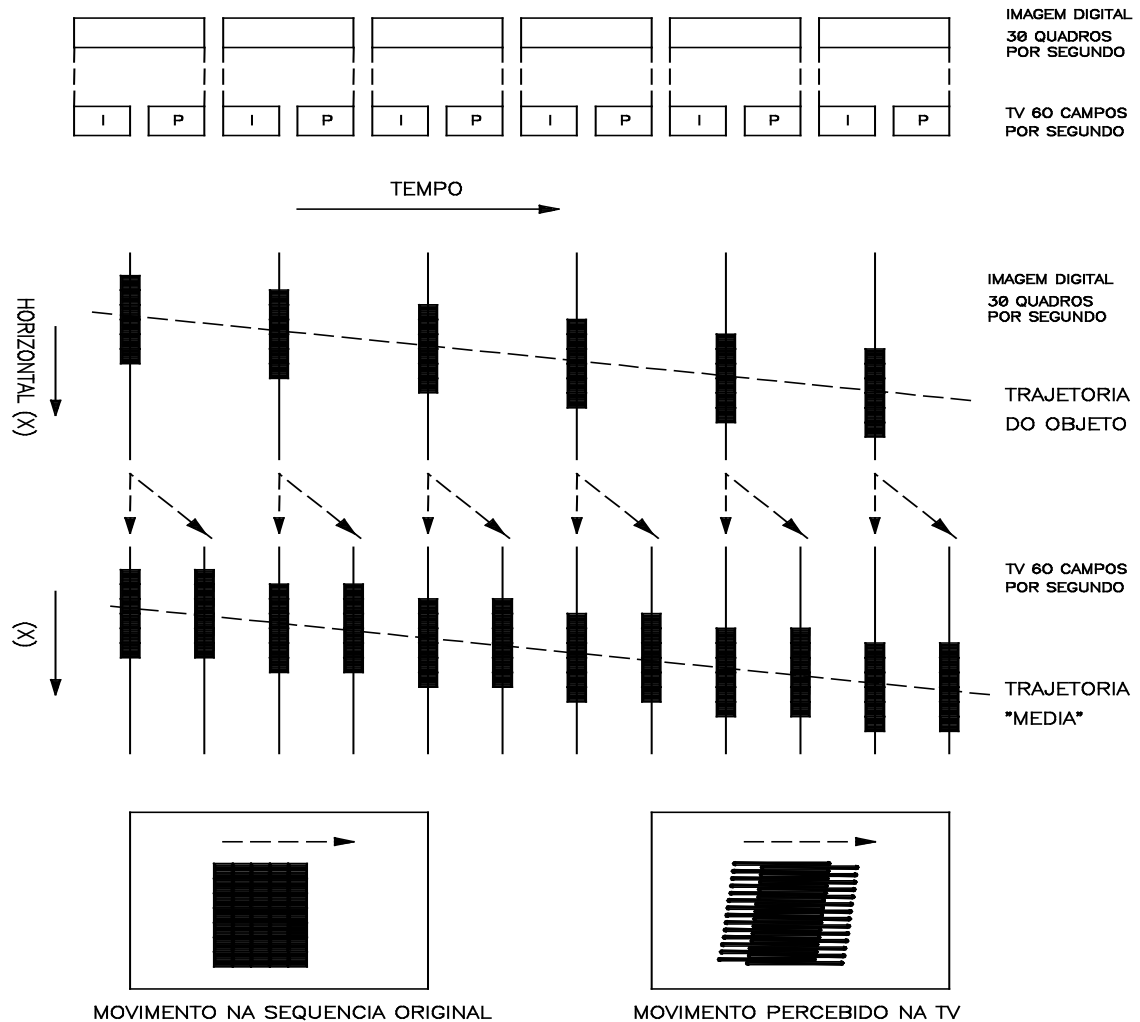 IMAGEM DIGITAL
30 QUADROS
POR SEGUNDO
I P I P I P I P I P I P
TV 60 CAMPOS
POR SEGUNDO
TEMPO
HORIZONTAL (X)
IMAGEM DIGITAL
30 QUADROS
POR SEGUNDO
TRAJETORIA
DO OBJETO
(X)
TV 60 CAMPOS
POR SEGUNDO
TRAJETORIA
"MEDIA"
MOVIMENTO NA SEQUENCIA ORIGINAL
MOVIMENTO PERCEBIDO NA TV